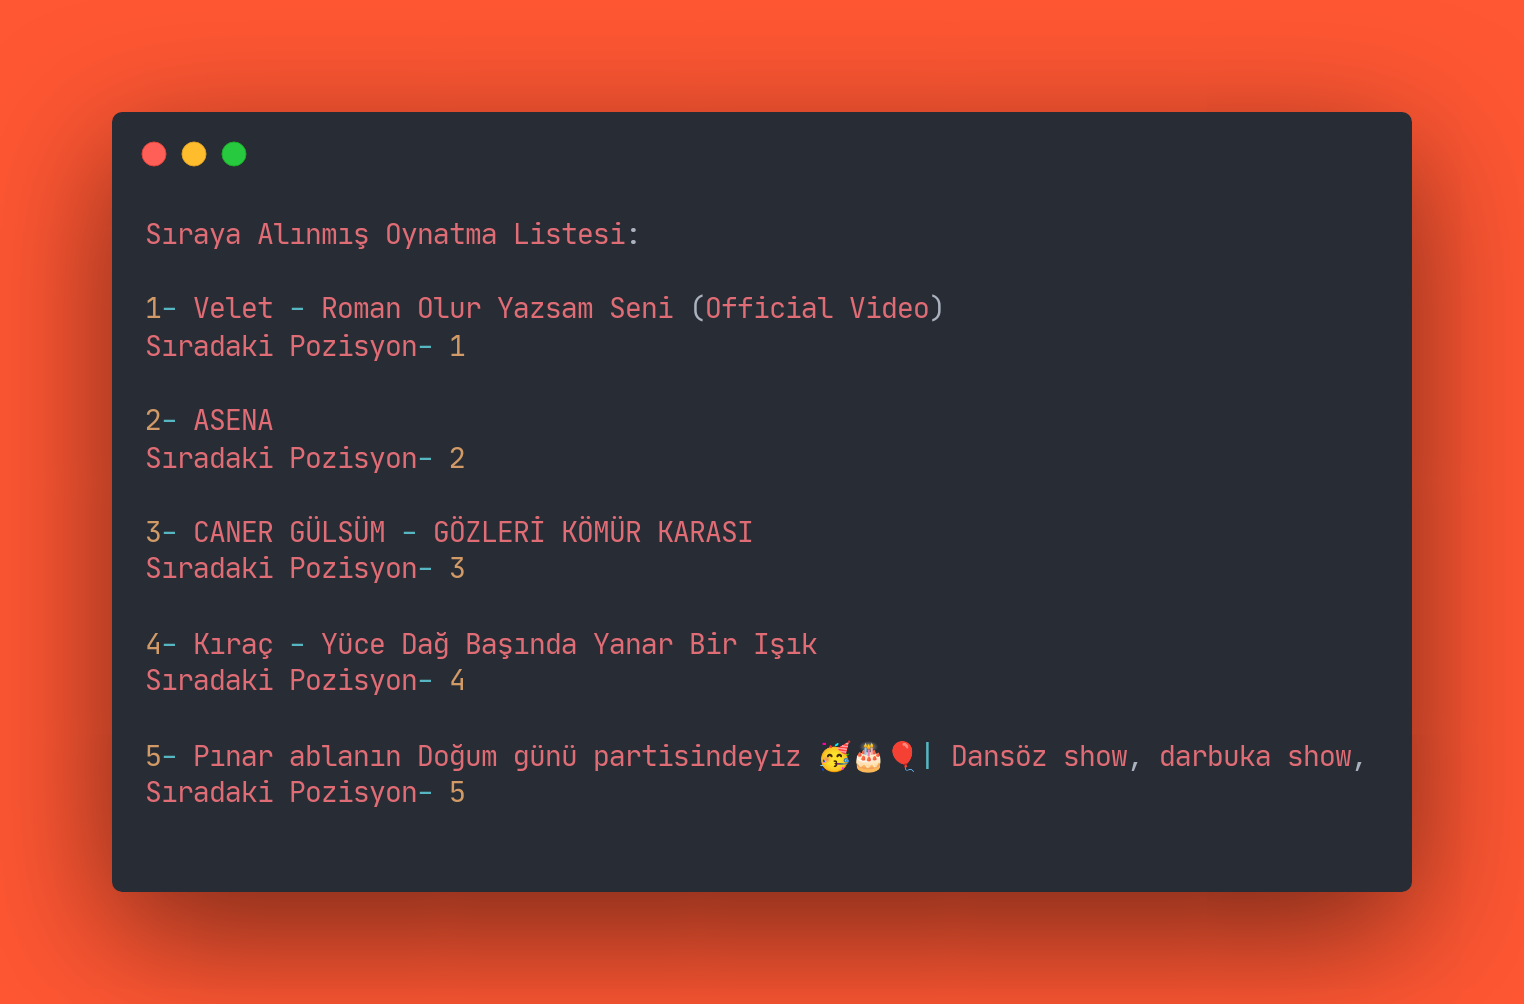 Sıraya Alınmış Oynatma Listesi:
1- Velet - Roman Olur Yazsam Seni (Official Video)
Sıradaki Pozisyon- 1
2- ASENA
Sıradaki Pozisyon- 2
3- CANER GÜLSÜM - GÖZLERİ KÖMÜR KARASI
Sıradaki Pozisyon- 3
4- Kıraç - Yüce Dağ Başında Yanar Bir Işık
Sıradaki Pozisyon- 4
5- Pınar ablanın Doğum günü partisindeyiz 🥳🎂🎈| Dansöz show, darbuka show,
Sıradaki Pozisyon- 5